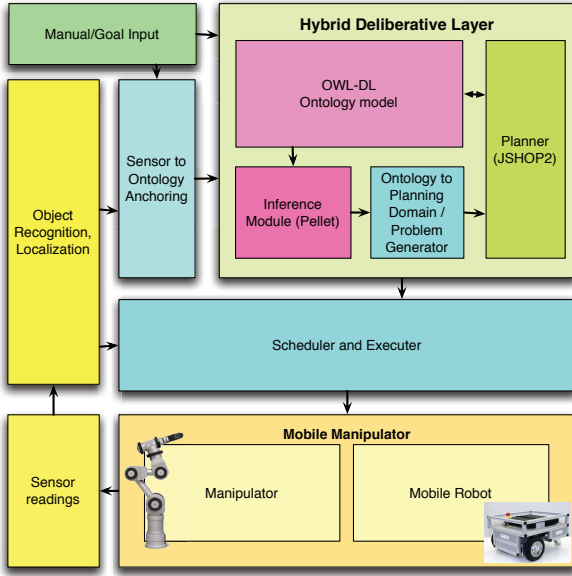 Manual/Goal Input
Hybrid Deliberative Layer
OWL-DL
Ontology model
Planner
(JSHOP2)
Sensor to
Ontology
Anchoring
Inference
Module (Pellet)
Ontology to
Planning
Domain /
Problem
Generator
Object
Recognition,
Localization
Scheduler and Executer
Mobile Manipulator
Sensor
readings
Manipulator
Mobile Robot